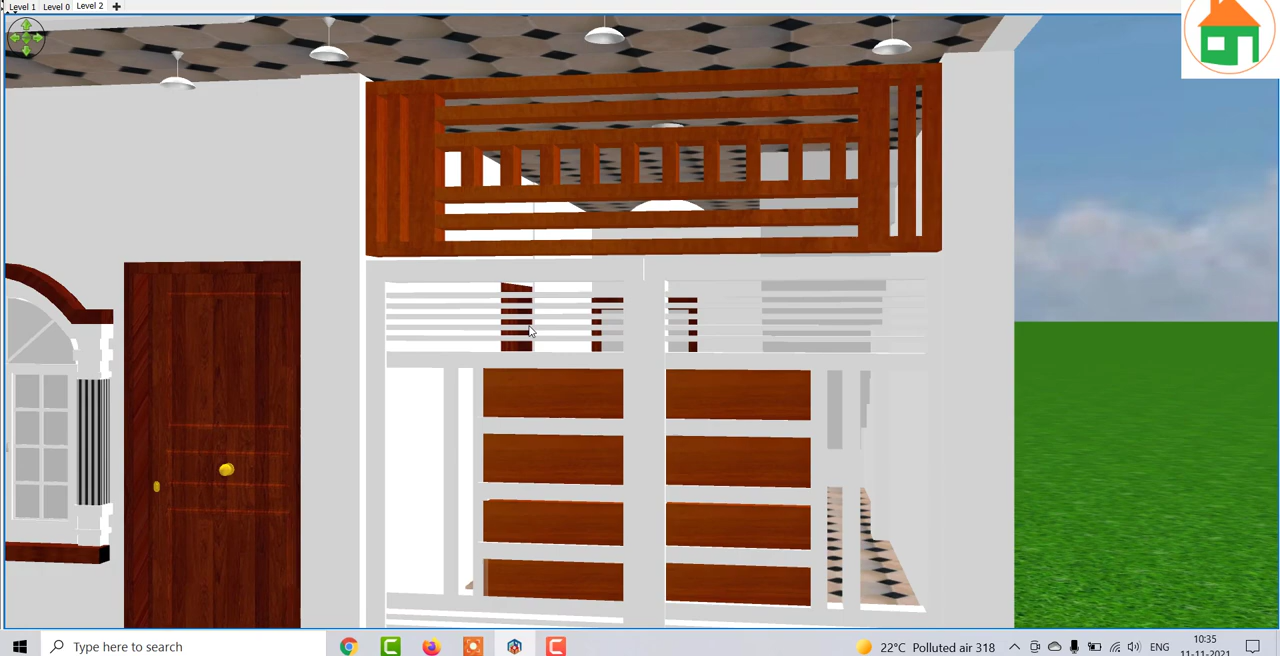 Level 1 Level 0 Level 2
Type here to search
22°C Polluted air 318
ENG
10:35
11-11-2021